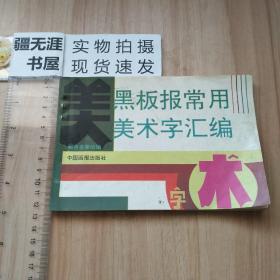 疆无涯
书屋
实物拍摄
现货速发
美
黑板报常用
美术字汇编
中国画报出版社
字
术